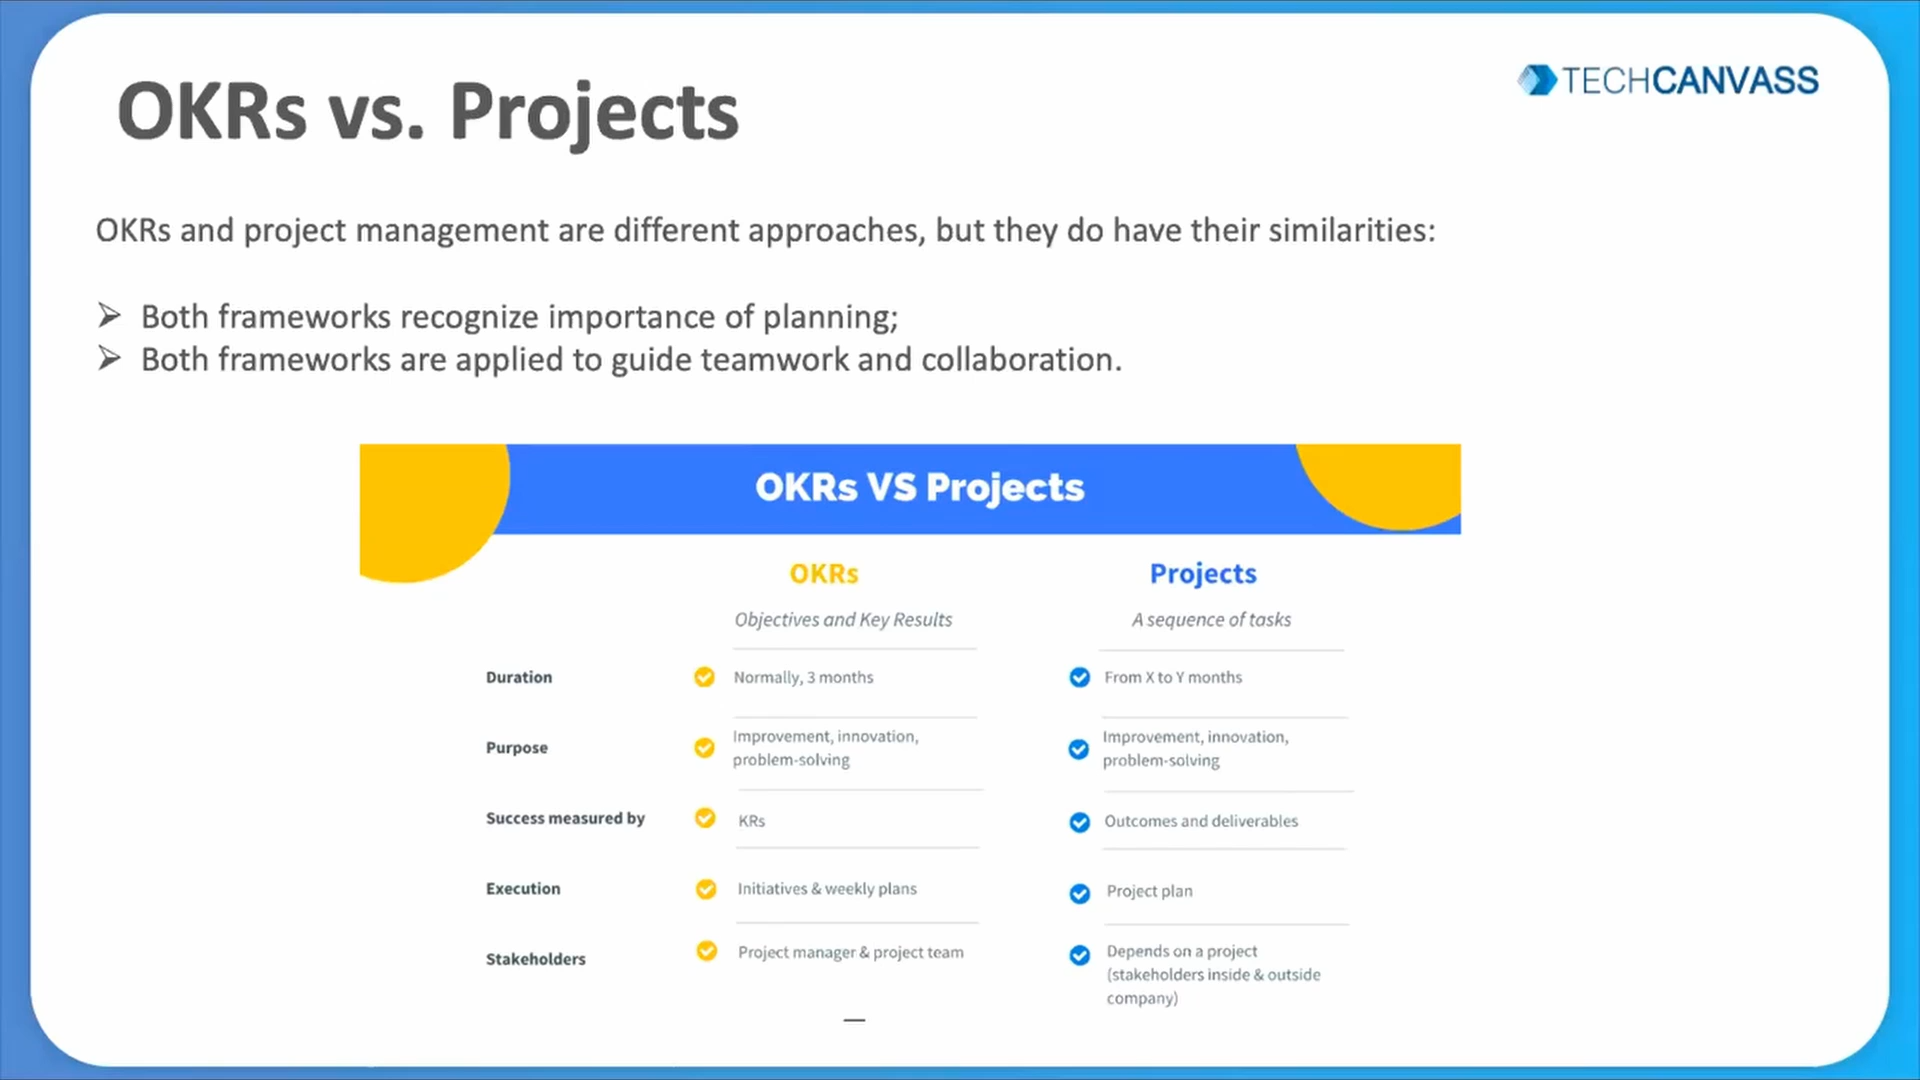 OKRs vs. Projects
TECHCANVASS
OKRs and project management are different approaches, but they do have their similarities:
Both frameworks recognize importance of planning;
Both frameworks are applied to guide teamwork and collaboration.
OKRs VS Projects
OKRs Projects
Objectives and Key Results A sequence of tasks
Duration Normally, 3 months From X to Y months
Purpose Improvement, innovation, problem-solving Improvement, innovation, problem-solving
Success measured by KRs Outcomes and deliverables
Execution Initiatives & weekly plans Project plan
Stakeholders Project manager & project team Depends on a project
(stakeholders inside & outside
company)